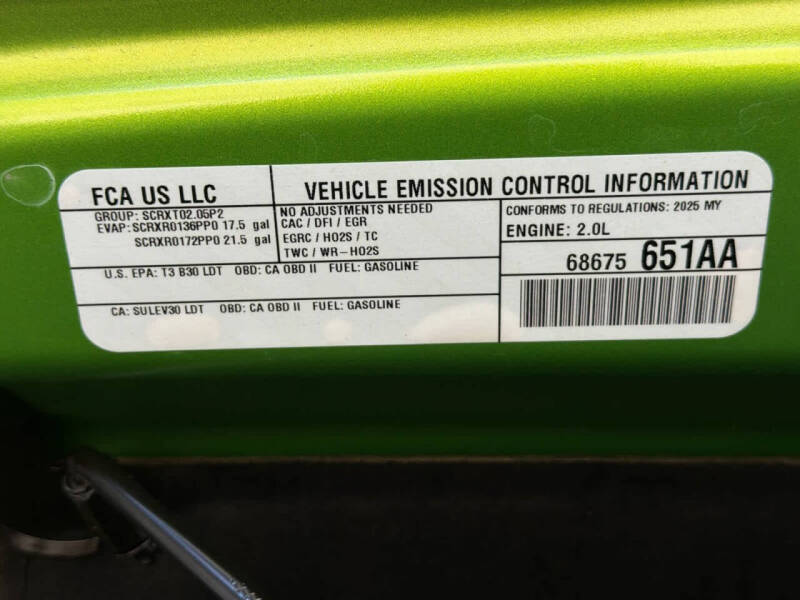 FCA US LLC
VEHICLE EMISSION CONTROL INFORMATION
GROUP: SCRXT02.05P2
EVAP: SCRXR0136PP0 17.5 gal
SCRXR0172PP0 21.5 gal
NO ADJUSTMENTS NEEDED
CAC / DFI / EGR
EGRC / HO2S / TC
TWC / WR-HO2S
CONFORMS TO REGULATIONS: 2025 MY
ENGINE: 2.0L
U.S. EPA: T3 B30 LDT OBD: CA OBD II FUEL: GASOLINE
CA: SULEV30 LDT OBD: CA OBD II FUEL: GASOLINE
68675 651AA